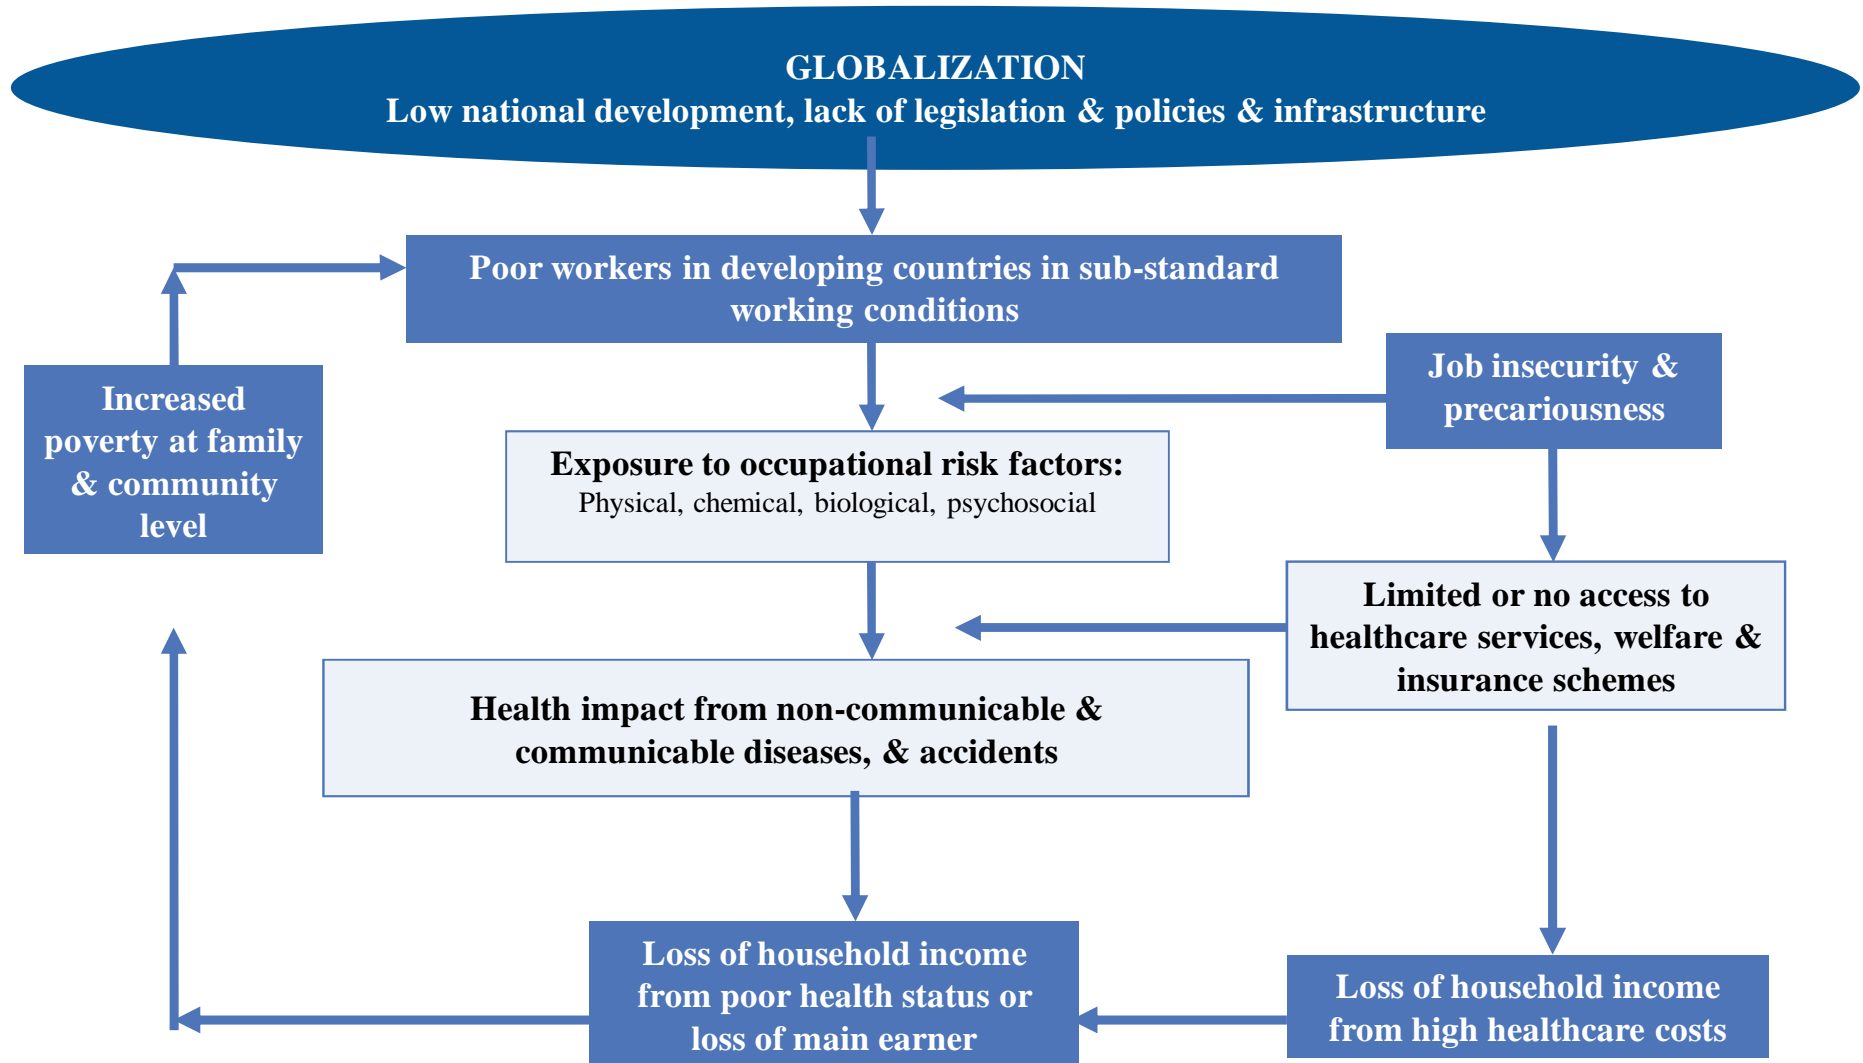 GLOBALIZATION
Low national development, lack of legislation & policies & infrastructure
Poor workers in developing countries in sub-standard
working conditions
Job insecurity &
precariousness
Increased
poverty at family
& community
level
Exposure to occupational risk factors:
Physical, chemical, biological, psychosocial
Limited or no access to
healthcare services, welfare &
insurance schemes
Health impact from non-communicable &
communicable diseases, & accidents
Loss of household income
from poor health status or
loss of main earner
Loss of household income
from high healthcare costs